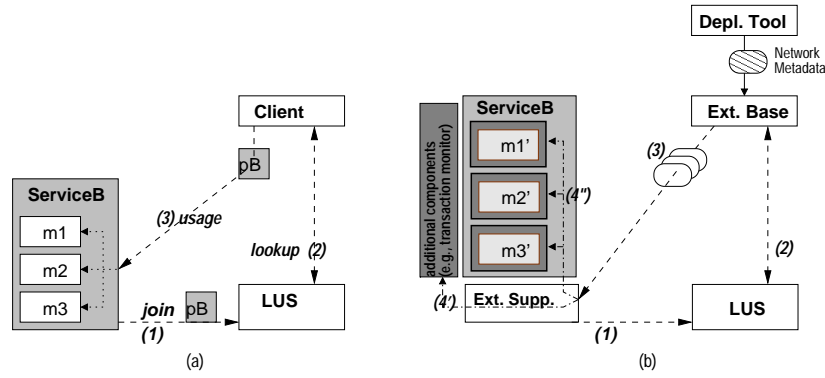 Client
pB
ServiceB
m1
m2
m3
(3) usage
lookup (2)
join
(1)
pB
LUS
(a)
Depl. Tool
Network
Metadata
Ext. Base
additional components
(e.g., transaction monitor)
ServiceB
m1'
m2'
m3'
(3)
(4'')
(2)
(4')
Ext. Supp.
(1)
LUS
(b)